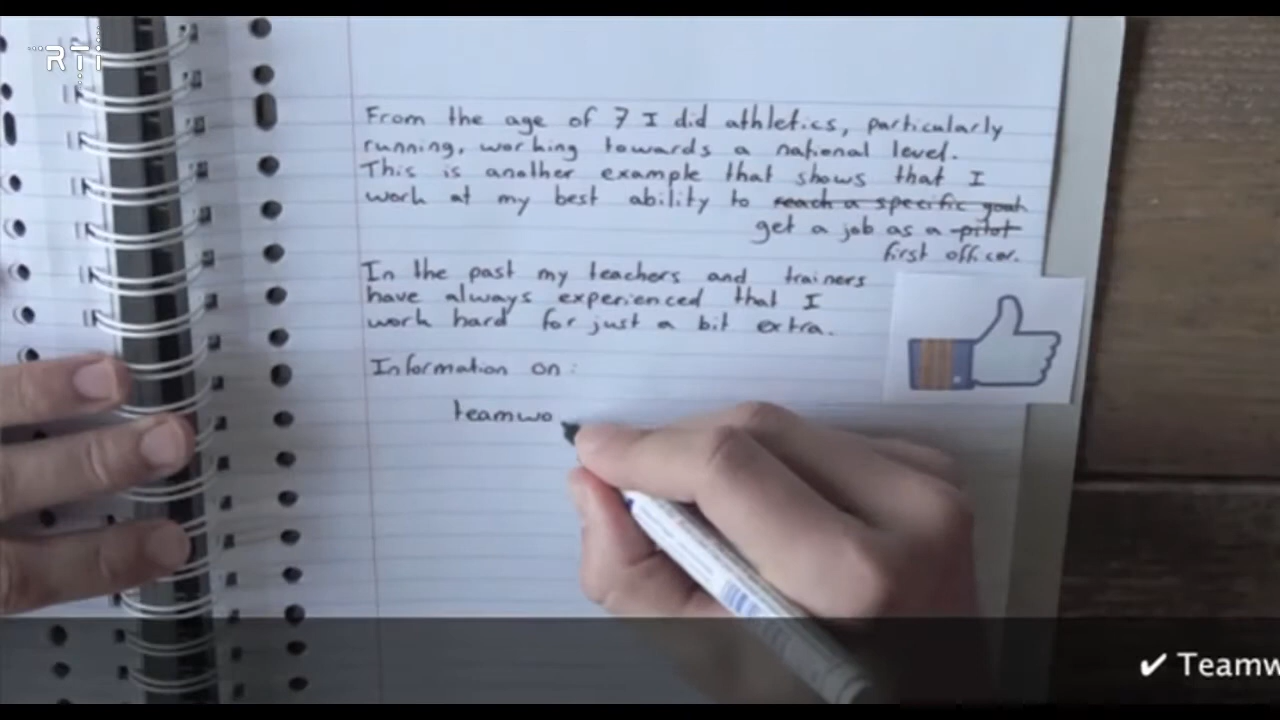 RTi
From the age of 7 I did athletics, particularly
running, working towards a national level.
This is another example that shows that I
work at my best ability to reach a specific goal
get a job as a pilot
first officer.
In the past my teachers and trainers
have always experienced that I
work hard for just a bit extra.
Information on:
teamwo
✔ Teamw